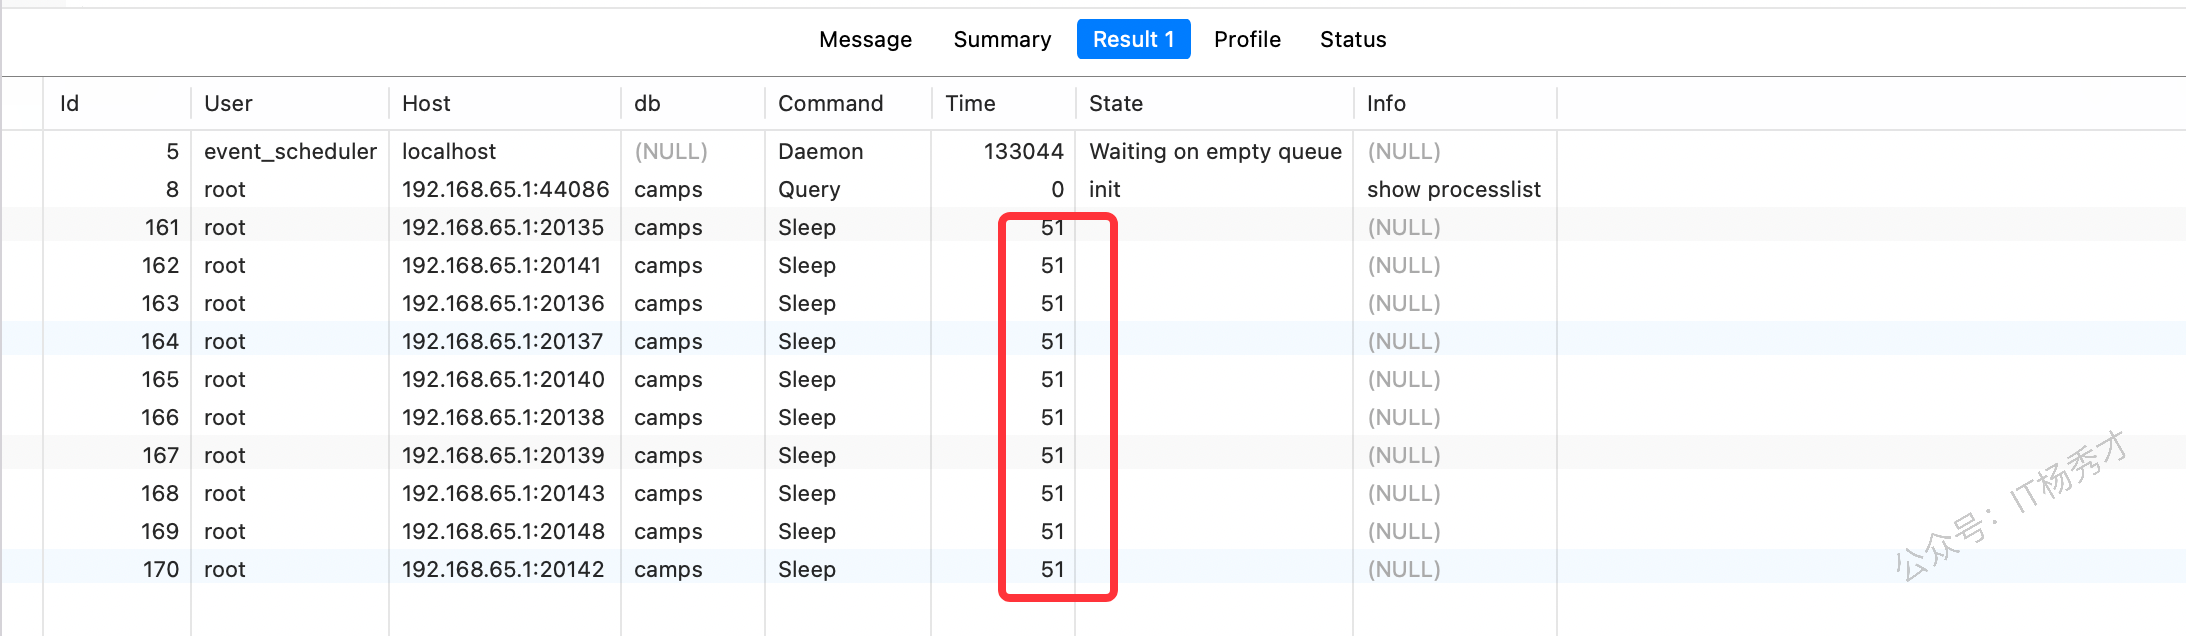 Message Summary Result 1 Profile Status
Id User Host db Command Time State Info
5 event_scheduler localhost (NULL) Daemon 133044 Waiting on empty queue (NULL)
8 root 192.168.65.1:44086 camps Query 0 init show processlist
161 root 192.168.65.1:20135 camps Sleep 51 (NULL)
162 root 192.168.65.1:20141 camps Sleep 51 (NULL)
163 root 192.168.65.1:20136 camps Sleep 51 (NULL)
164 root 192.168.65.1:20137 camps Sleep 51 (NULL)
165 root 192.168.65.1:20140 camps Sleep 51 (NULL)
166 root 192.168.65.1:20138 camps Sleep 51 (NULL)
167 root 192.168.65.1:20139 camps Sleep 51 (NULL)
168 root 192.168.65.1:20143 camps Sleep 51 (NULL)
169 root 192.168.65.1:20148 camps Sleep 51 (NULL)
170 root 192.168.65.1:20142 camps Sleep 51 (NULL)
公众号：IT杨秀才